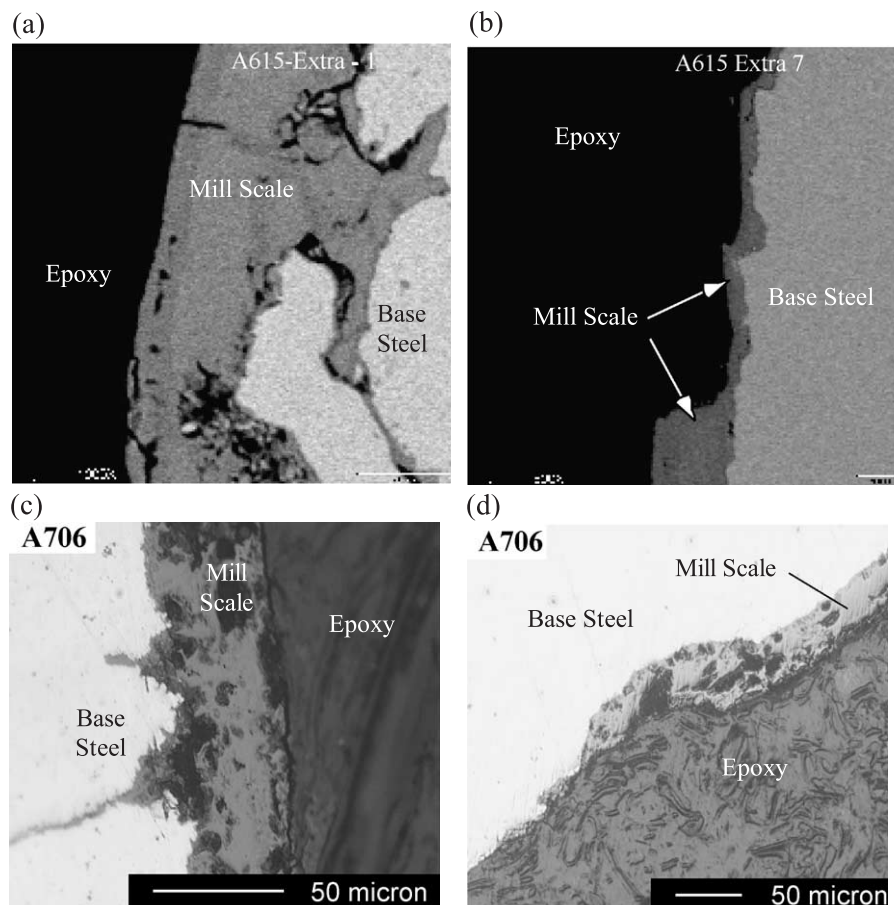 (a)
A615-Extra - 1
Mill Scale
Epoxy
Base
Steel
(b)
A615 Extra 7
Epoxy
Mill Scale
Base Steel
(c)
A706
Mill
Scale
Epoxy
Base
Steel
50 micron
(d)
A706
Mill Scale
Base Steel
Epoxy
50 micron